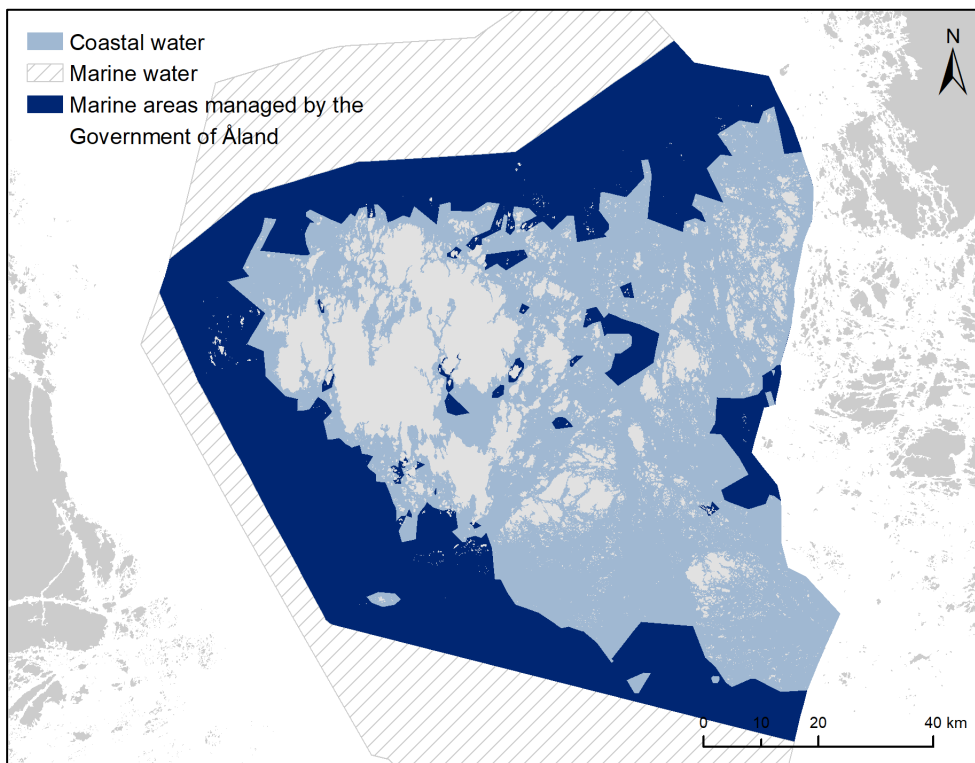 Coastal water
Marine water
Marine areas managed by the
Government of Åland
N
0 10 20 40 km